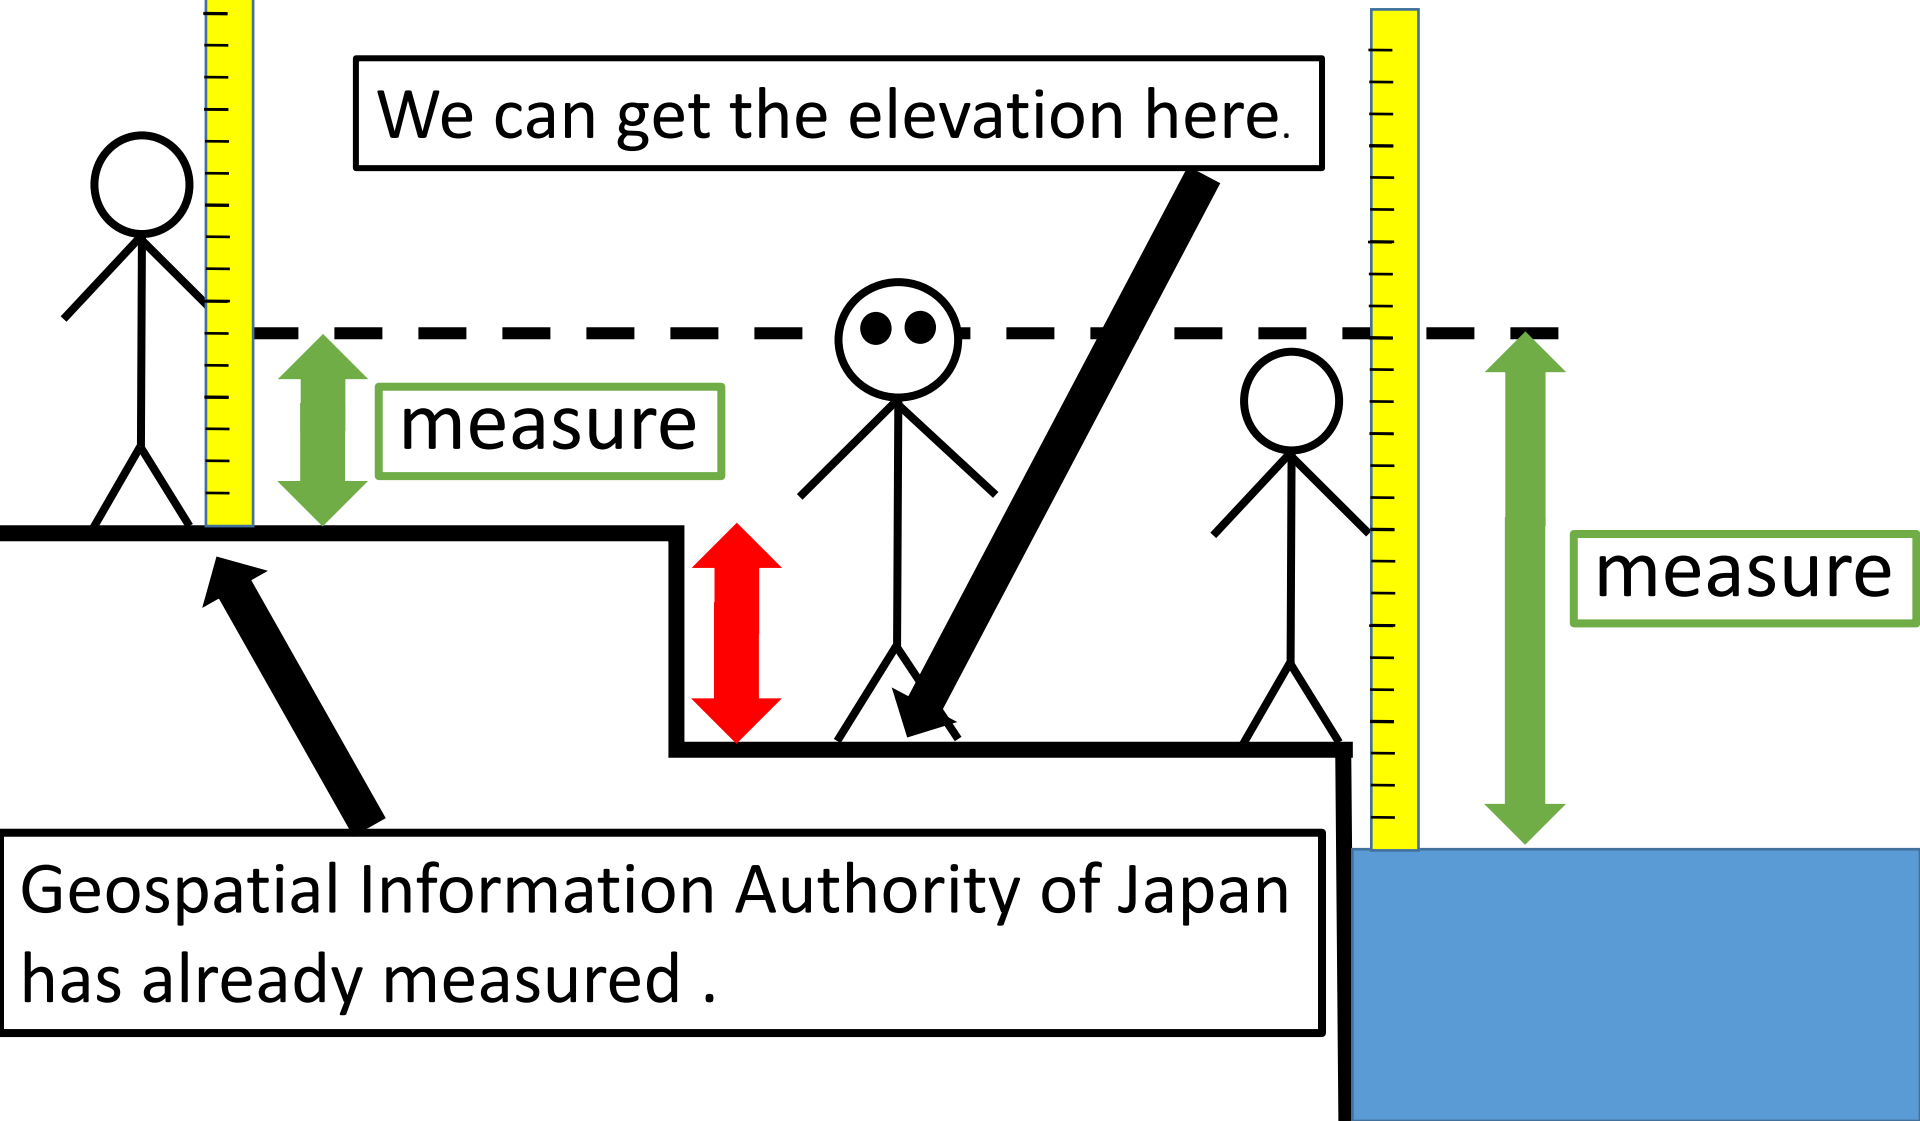 We can get the elevation here.
measure
measure
Geospatial Information Authority of Japan
has already measured .